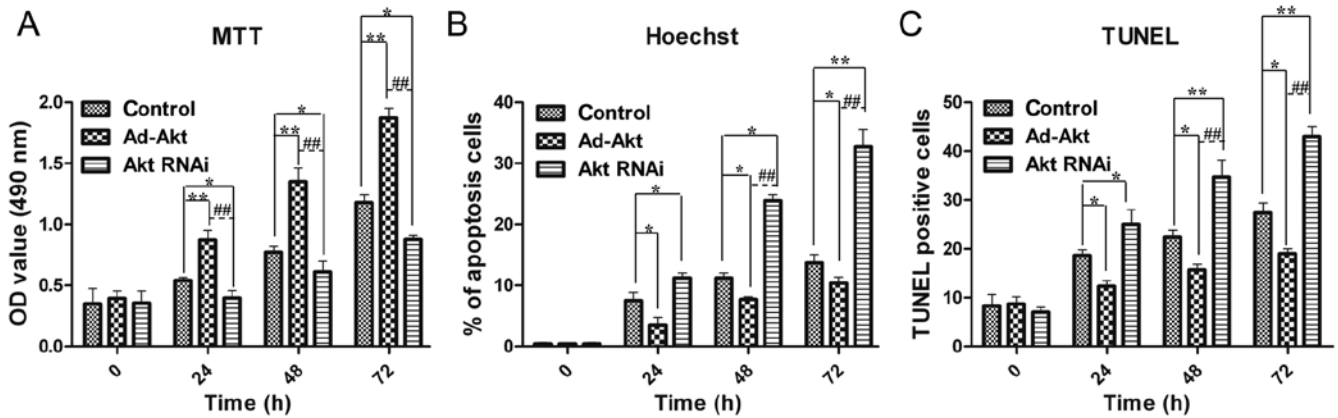 A
MTT
Control
Ad-Akt
Akt RNAi
OD value (490 nm)
2.0
1.5
1.0
0.5
0.0
0
24
48
72
Time (h)
**
*
##
**
*
##
**
*
##
B
Hoechst
Control
Ad-Akt
Akt RNAi
% of apoptosis cells
40
30
20
10
0
0
24
48
72
Time (h)
*
*
*
*
##
**
*
##
C
TUNEL
Control
Ad-Akt
Akt RNAi
TUNEL positive cells
50
40
30
20
10
0
0
24
48
72
Time (h)
*
*
**
*
##
**
*
##